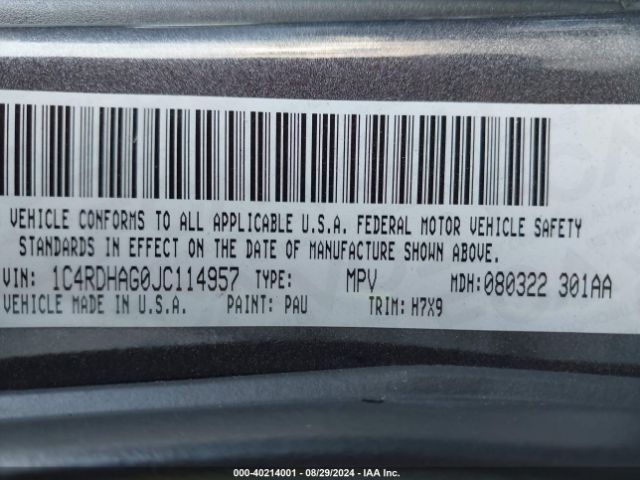 VEHICLE CONFORMS TO ALL APPLICABLE U.S.A. FEDERAL MOTOR VEHICLE SAFETY
STANDARDS IN EFFECT ON THE DATE OF MANUFACTURE SHOWN ABOVE.
VIN: 1C4RDHAG0JC114957 TYPE: MPV MDH:080322 301AA
VEHICLE MADE IN U.S.A. PAINT: PAU TRIM: H7X9
000-40214001 - 08/29/2024 - IAA Inc.